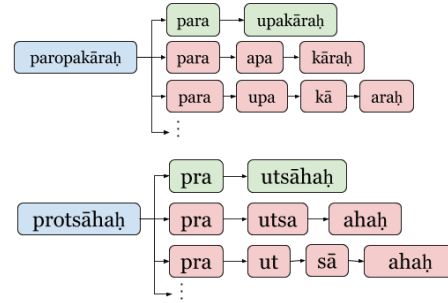 para upakāraḥ
paropakāraḥ para apa kāraḥ
para upa kā araḥ
⋮
pra utsāhaḥ
protsāhaḥ pra utsa ahaḥ
pra ut sā ahaḥ
⋮